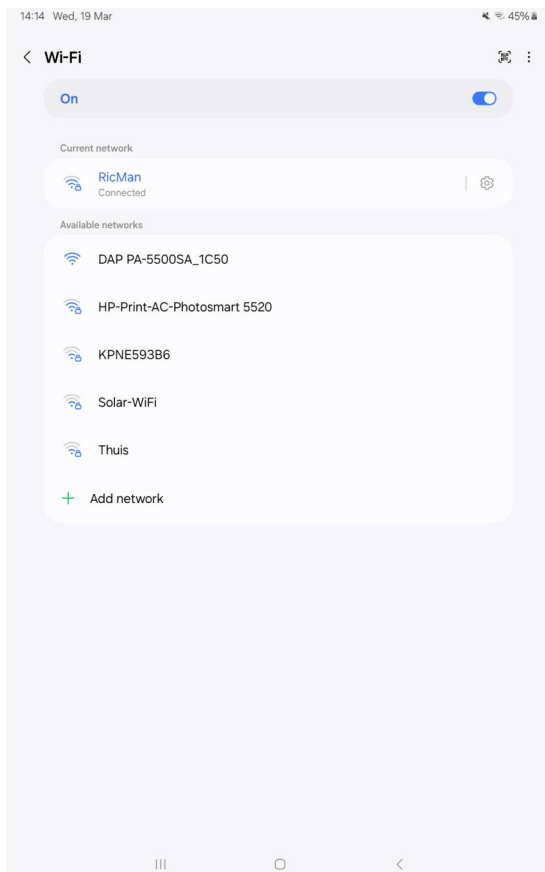 14:14 Wed, 19 Mar 45%
Wi-Fi
On
Current network
RicMan
Connected
Available networks
DAP PA-5500SA_1C50
HP-Print-AC-Photosmart 5520
KPNE593B6
Solar-WiFi
Thuis
Add network